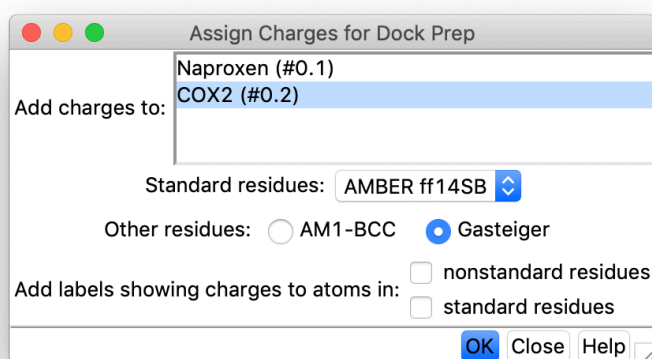 Assign Charges for Dock Prep
Add charges to:
Naproxen (#0.1)
COX2 (#0.2)
Standard residues: AMBER ff14SB
Other residues: AM1-BCC Gasteiger
Add labels showing charges to atoms in:
nonstandard residues
standard residues
OK Close Help